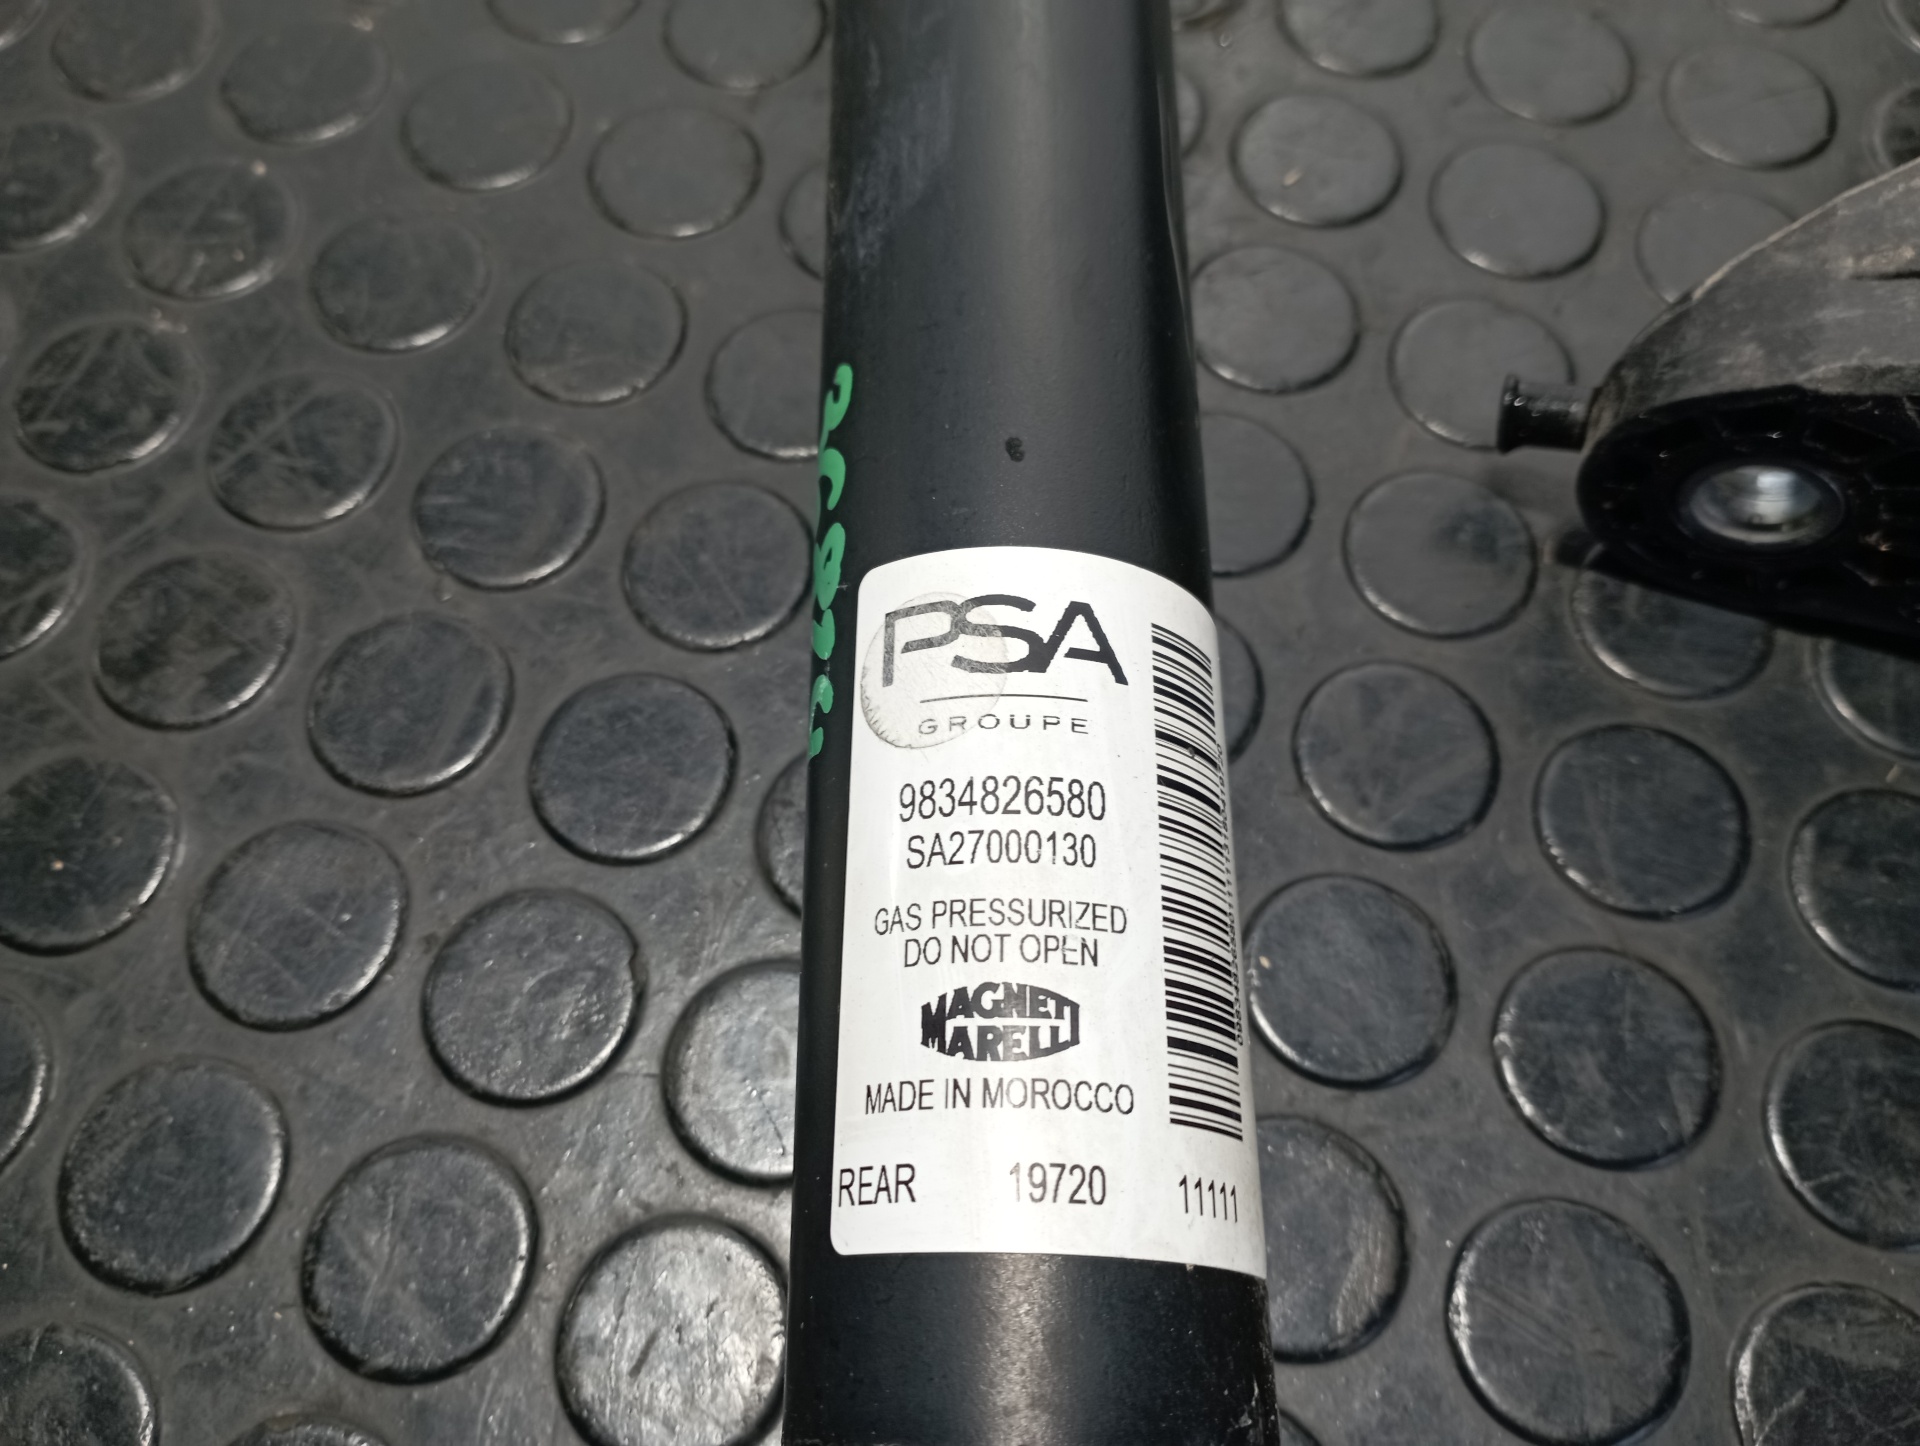 PSA
GROUPE
9834826580
SA27000130
GAS PRESSURIZED
DO NOT OPEN
MAGNETI
MARELLI
MADE IN MOROCCO
REAR 19720 11111